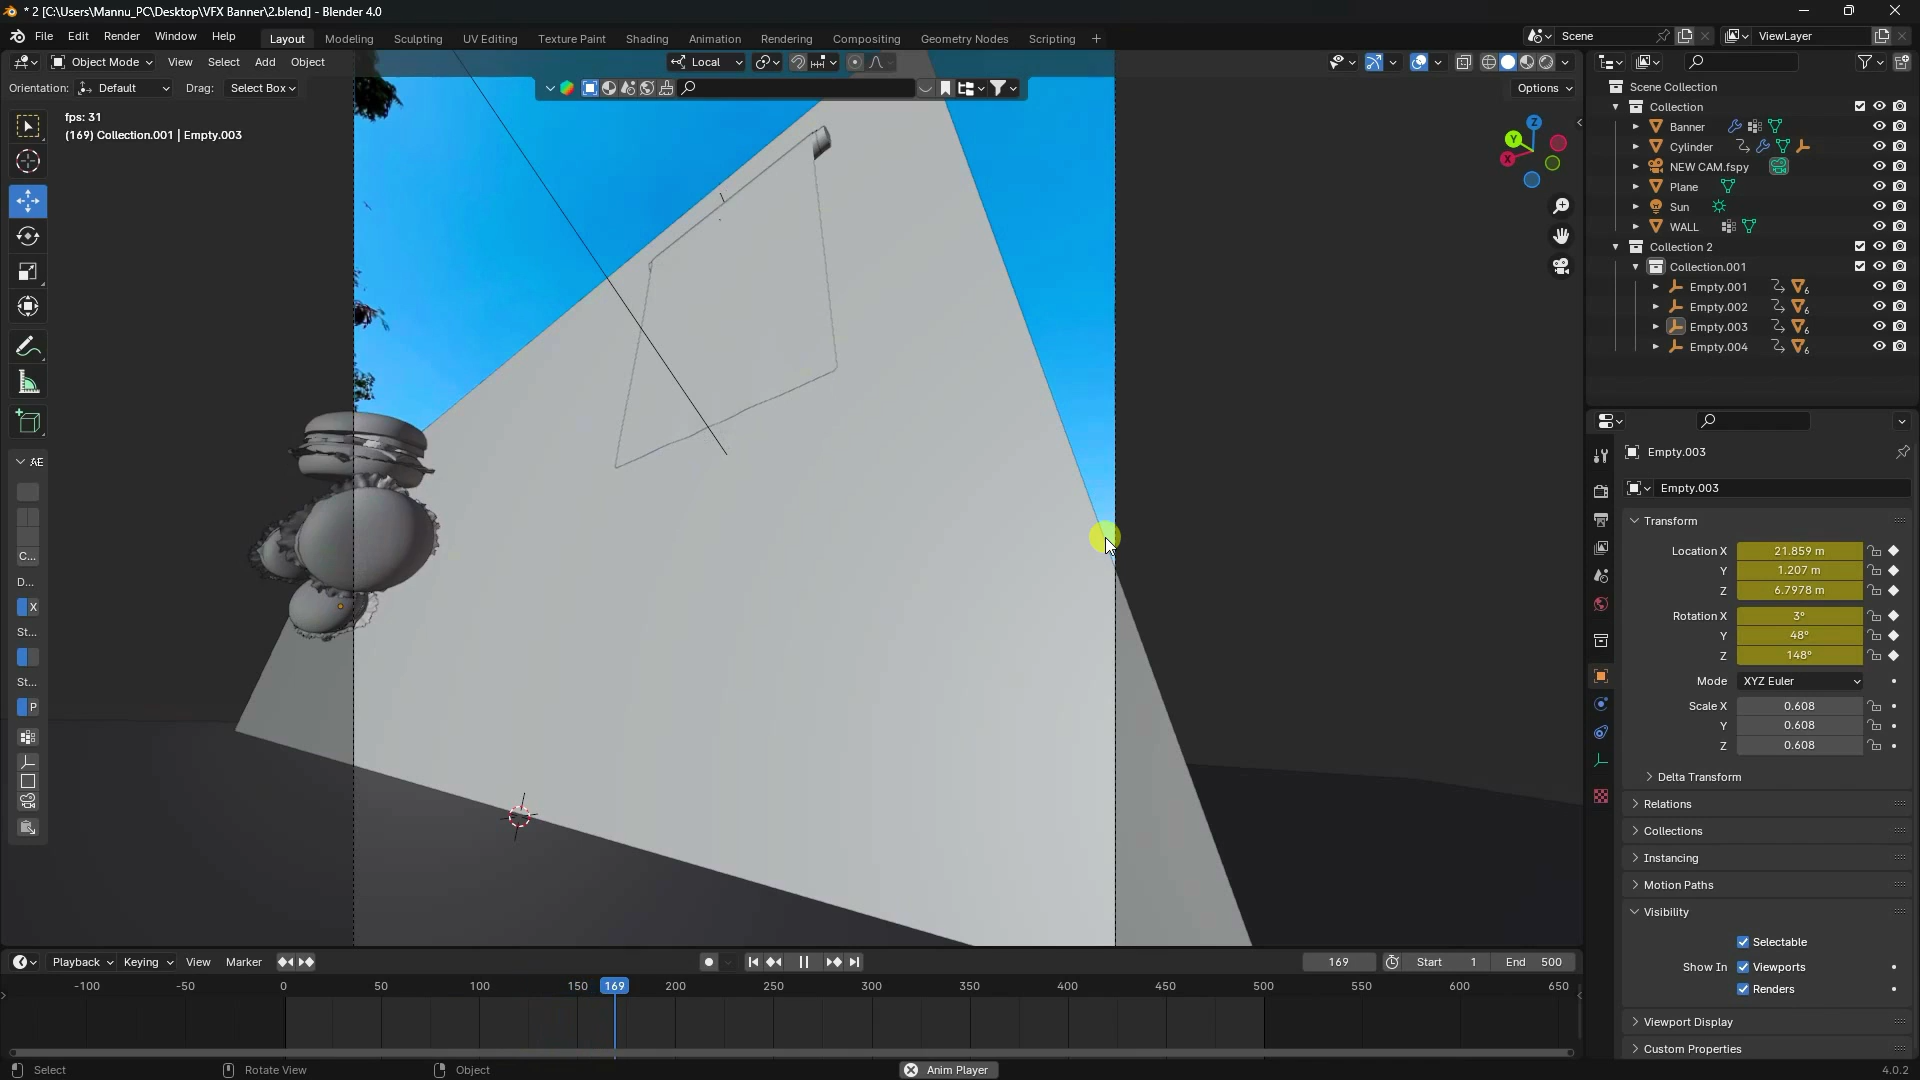 * 2 [C:\Users\Mannu_PC\Desktop\VFX Banner\2.blend] - Blender 4.0
File Edit Render Window Help
Layout Modeling Sculpting UV Editing Texture Paint Shading Animation Rendering Compositing Geometry Nodes Scripting +
Scene
ViewLayer
Object Mode View Select Add Object
Local
Orientation: Default Drag: Select Box
Options
fps: 31
(169) Collection.001 | Empty.003
Z
Y
X
AE
C...
D...
X
St...
St...
P
Scene Collection
Collection
Banner
Cylinder
NEW CAM.fspy
Plane
Sun
WALL
Collection 2
Collection.001
Empty.001 6
Empty.002 6
Empty.003 6
Empty.004 6
Empty.003
Empty.003
Transform
Location X 21.859 m
Y 1.207 m
Z 6.7978 m
Rotation X 3°
Y 48°
Z 148°
Mode XYZ Euler
Scale X 0.608
Y 0.608
Z 0.608
Delta Transform
Relations
Collections
Instancing
Motion Paths
Visibility
Selectable
Show In Viewports
Renders
Viewport Display
Custom Properties
Playback Keying View Marker
169 Start 1 End 500
-100 -50 0 50 100 150 169 200 250 300 350 400 450 500 550 600 650
Select Rotate View Object Anim Player 4.0.2